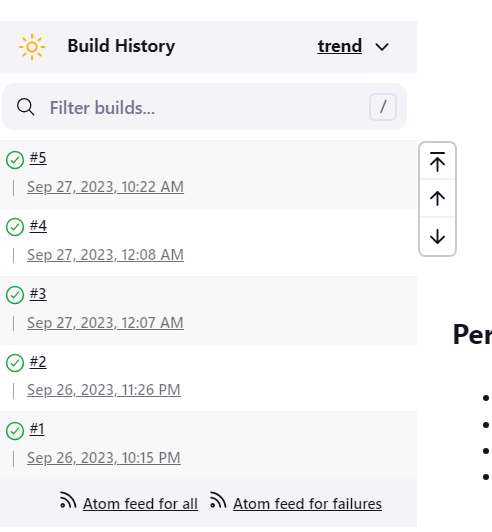 Build History trend
Filter builds... /
#5
Sep 27, 2023, 10:22 AM
#4
Sep 27, 2023, 12:08 AM
#3
Sep 27, 2023, 12:07 AM
#2
Sep 26, 2023, 11:26 PM
#1
Sep 26, 2023, 10:15 PM
Atom feed for all Atom feed for failures
Per